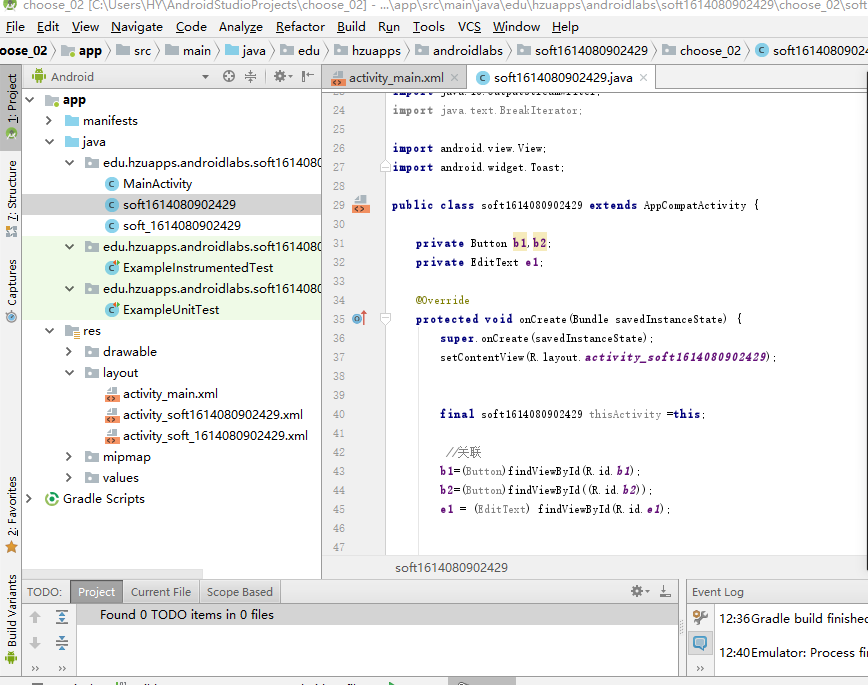 choose_02 [C:\Users\HY\AndroidStudioProjects\choose_02] - ...\app\src\main\java\edu\hzuapps\androidlabs\soft1614080902429\choose_02\soft
File Edit View Navigate Code Analyze Refactor Build Run Tools VCS Window Help
oose_02 app src main java edu hzuapps androidlabs soft1614080902429 choose_02 soft1614080902
Android
activity_main.xml
soft1614080902429.java
1: Project
7: Structure
Captures
2: Favorites
Build Variants
app
manifests
java
edu.hzuapps.androidlabs.soft161408
MainActivity
soft1614080902429
soft_1614080902429
edu.hzuapps.androidlabs.soft161408
ExampleInstrumentedTest
edu.hzuapps.androidlabs.soft161408
ExampleUnitTest
res
drawable
layout
activity_main.xml
activity_soft1614080902429.xml
activity_soft_1614080902429.xml
mipmap
values
Gradle Scripts
23 import java.io.OutputStreamWriter;
24 import java.text.BreakIterator;
25
26 import android.view.View;
27 import android.widget.Toast;
28
29 public class soft1614080902429 extends AppCompatActivity {
30
31 private Button b1,b2;
32 private EditText e1;
33
34 @Override
35 protected void onCreate(Bundle savedInstanceState) {
36 super.onCreate(savedInstanceState);
37 setContentView(R.layout.activity_soft1614080902429);
38
39
40 final soft1614080902429 thisActivity =this;
41
42 //关联
43 b1=(Button)findViewById(R.id.b1);
44 b2=(Button)findViewById((R.id.b2));
45 e1 = (EditText) findViewById(R.id.e1);
46
47
soft1614080902429
TODO: Project Current File Scope Based
Found 0 TODO items in 0 files
Event Log
12:36 Gradle build finished
12:40 Emulator: Process fi